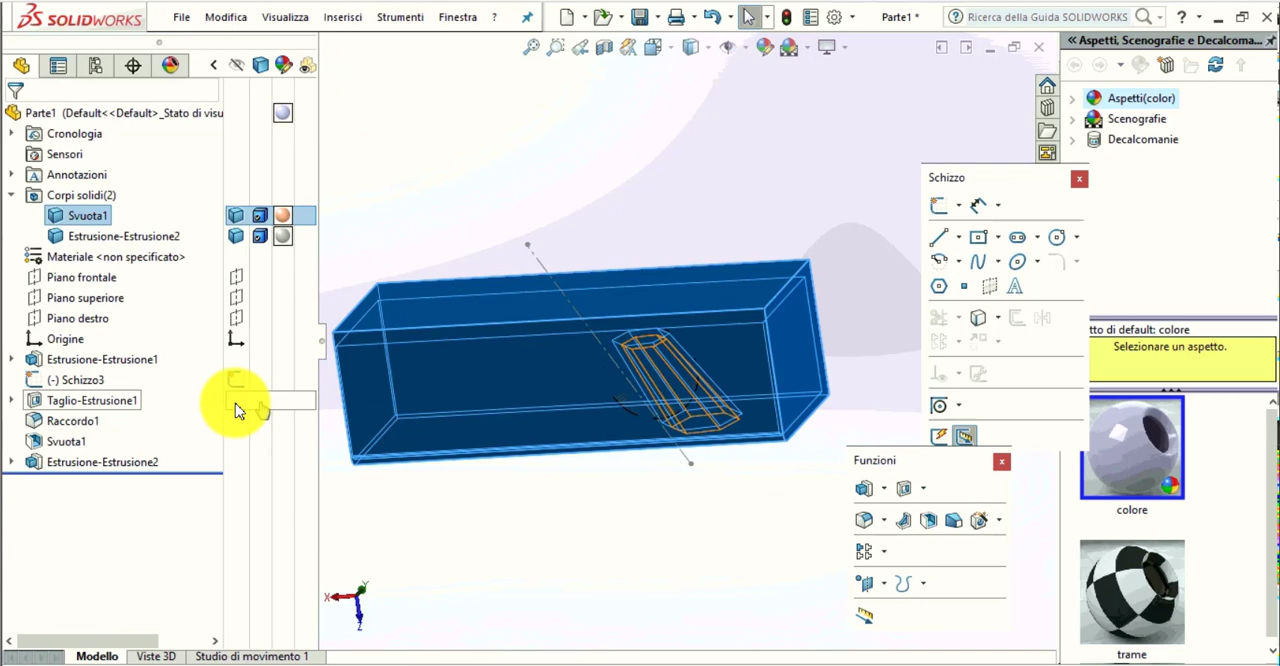 SOLIDWORKS
File Modifica Visualizza Inserisci Strumenti Finestra ?
Parte1 *
Ricerca della Guida SOLIDWORKS
?
Aspetti, Scenografie e Decalcoma...
Parte1 (Default<<Default>_Stato di visu
Cronologia
Sensori
Annotazioni
Corpi solidi(2)
Svuota1
Estrusione-Estrusione2
Materiale <non specificato>
Piano frontale
Piano superiore
Piano destro
Origine
Estrusione-Estrusione1
(-) Schizzo3
Taglio-Estrusione1
Raccordo1
Svuota1
Estrusione-Estrusione2
X
Y
Z
Schizzo
x
A
Funzioni
x
Aspetti(color)
Scenografie
Decalcomanie
tto di default: colore
Selezionare un aspetto.
colore
trame
Modello Viste 3D Studio di movimento 1